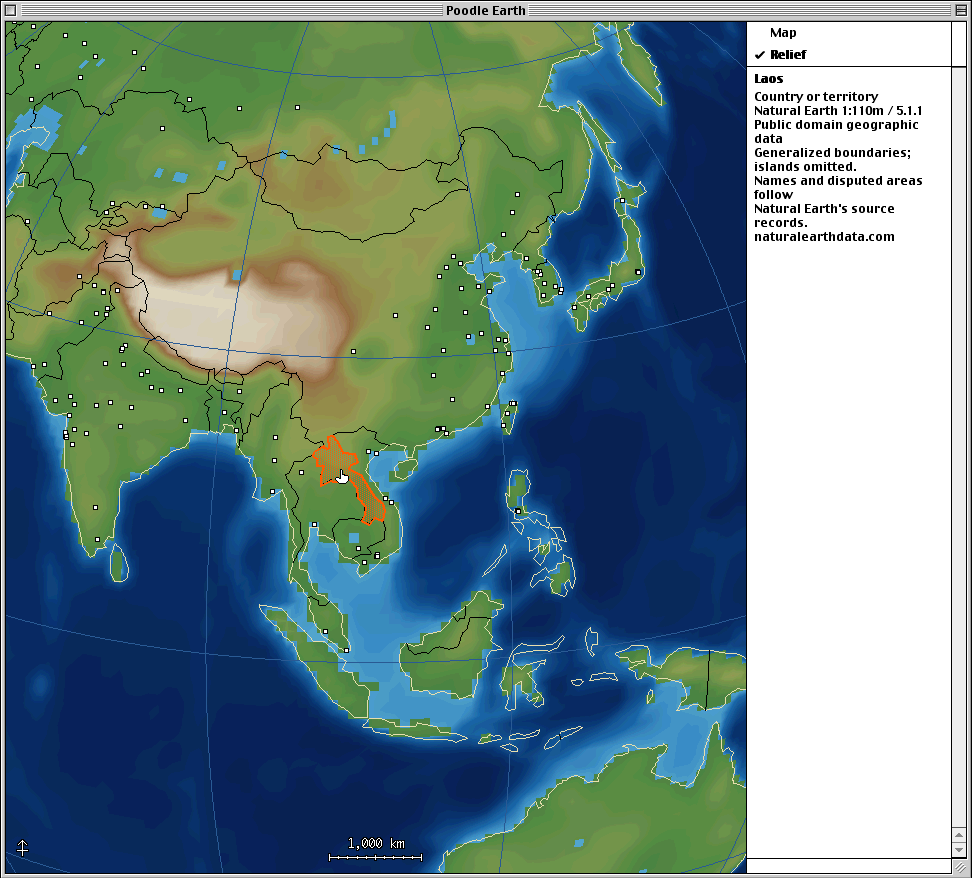 Poodle Earth
Map
✔ Relief
Laos
Country or territory
Natural Earth 1:110m / 5.1.1
Public domain geographic
data
Generalized boundaries;
islands omitted.
Names and disputed areas
follow
Natural Earth's source
records.
naturalearthdata.com
1,000 km